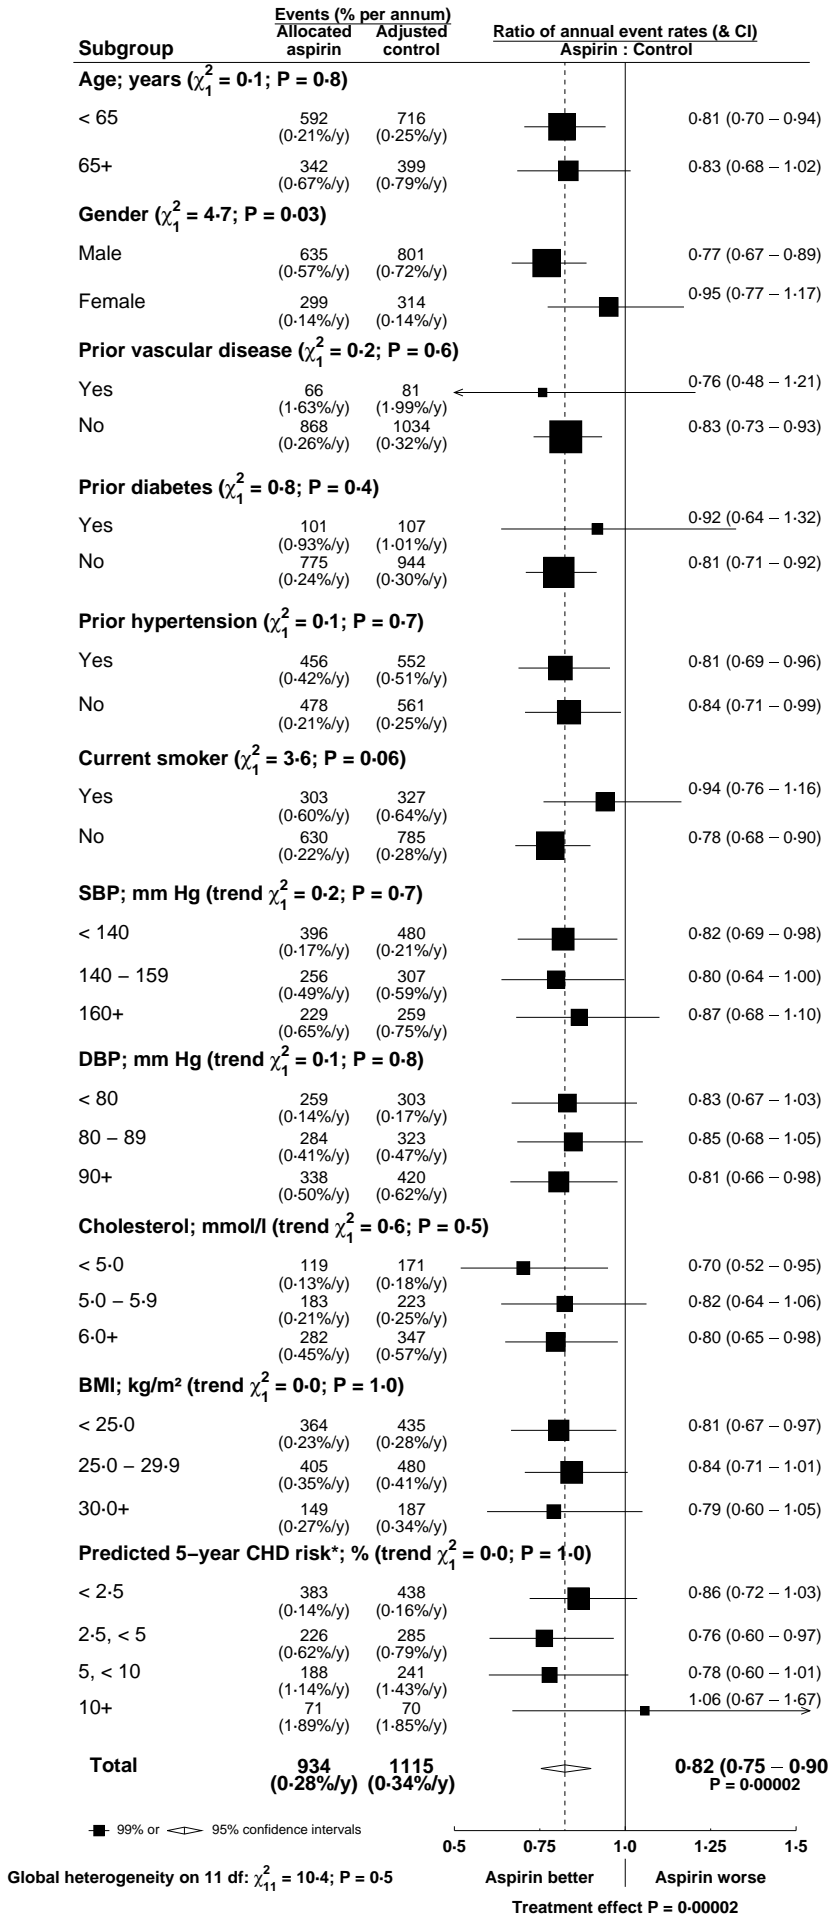 Events (% per annum)
Allocated Adjusted Ratio of annual event rates (& CI)
Subgroup aspirin control Aspirin : Control
Age; years (χ²₁ = 0·1; P = 0·8)
< 65 592 716 0·81 (0·70 − 0·94)
(0·21%/y) (0·25%/y)
65+ 342 399 0·83 (0·68 − 1·02)
(0·67%/y) (0·79%/y)
Gender (χ²₁ = 4·7; P = 0·03)
Male 635 801 0·77 (0·67 − 0·89)
(0·57%/y) (0·72%/y)
Female 299 314 0·95 (0·77 − 1·17)
(0·14%/y) (0·14%/y)
Prior vascular disease (χ²₁ = 0·2; P = 0·6)
Yes 66 81 0·76 (0·48 − 1·21)
(1·63%/y) (1·99%/y)
No 868 1034 0·83 (0·73 − 0·93)
(0·26%/y) (0·32%/y)
Prior diabetes (χ²₁ = 0·8; P = 0·4)
Yes 101 107 0·92 (0·64 − 1·32)
(0·93%/y) (1·01%/y)
No 775 944 0·81 (0·71 − 0·92)
(0·24%/y) (0·30%/y)
Prior hypertension (χ²₁ = 0·1; P = 0·7)
Yes 456 552 0·81 (0·69 − 0·96)
(0·42%/y) (0·51%/y)
No 478 561 0·84 (0·71 − 0·99)
(0·21%/y) (0·25%/y)
Current smoker (χ²₁ = 3·6; P = 0·06)
Yes 303 327 0·94 (0·76 − 1·16)
(0·60%/y) (0·64%/y)
No 630 785 0·78 (0·68 − 0·90)
(0·22%/y) (0·28%/y)
SBP; mm Hg (trend χ²₁ = 0·2; P = 0·7)
< 140 396 480 0·82 (0·69 − 0·98)
(0·17%/y) (0·21%/y)
140 − 159 256 307 0·80 (0·64 − 1·00)
(0·49%/y) (0·59%/y)
160+ 229 259 0·87 (0·68 − 1·10)
(0·65%/y) (0·75%/y)
DBP; mm Hg (trend χ²₁ = 0·1; P = 0·8)
< 80 259 303 0·83 (0·67 − 1·03)
(0·14%/y) (0·17%/y)
80 − 89 284 323 0·85 (0·68 − 1·05)
(0·41%/y) (0·47%/y)
90+ 338 420 0·81 (0·66 − 0·98)
(0·50%/y) (0·62%/y)
Cholesterol; mmol/l (trend χ²₁ = 0·6; P = 0·5)
< 5·0 119 171 0·70 (0·52 − 0·95)
(0·13%/y) (0·18%/y)
5·0 − 5·9 183 223 0·82 (0·64 − 1·06)
(0·21%/y) (0·25%/y)
6·0+ 282 347 0·80 (0·65 − 0·98)
(0·45%/y) (0·57%/y)
BMI; kg/m² (trend χ²₁ = 0·0; P = 1·0)
< 25·0 364 435 0·81 (0·67 − 0·97)
(0·23%/y) (0·28%/y)
25·0 − 29·9 405 480 0·84 (0·71 − 1·01)
(0·35%/y) (0·41%/y)
30·0+ 149 187 0·79 (0·60 − 1·05)
(0·27%/y) (0·34%/y)
Predicted 5−year CHD risk*; % (trend χ²₁ = 0·0; P = 1·0)
< 2·5 383 438 0·86 (0·72 − 1·03)
(0·14%/y) (0·16%/y)
2·5, < 5 226 285 0·76 (0·60 − 0·97)
(0·62%/y) (0·79%/y)
5, < 10 188 241 0·78 (0·60 − 1·01)
(1·14%/y) (1·43%/y)
10+ 71 70 1·06 (0·67 − 1·67)
(1·89%/y) (1·85%/y)
Total 934 1115 0·82 (0·75 − 0·90
(0·28%/y) (0·34%/y) P = 0·00002
99% or 95% confidence intervals
0·5 0·75 1·0 1·25 1·5
Global heterogeneity on 11 df: χ²₁₁ = 10·4; P = 0·5 Aspirin better Aspirin worse
Treatment effect P = 0·00002